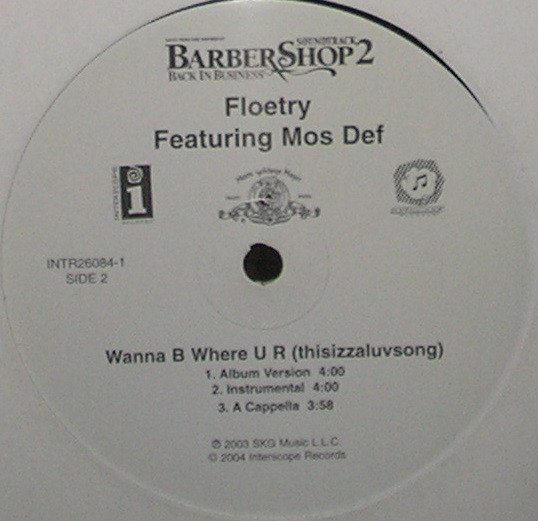 SOUNDTRACK
BARBERSHOP 2
BACK IN BUSINESS
Floetry
Featuring Mos Def
INTERSCOPE
i
RECORDS
INTR26084-1
SIDE 2
Wanna B Where U R (thisizzaluvsong)
1. Album Version 4:00
2. Instrumental 4:00
3. A Cappella 3:58
℗ 2003 SKG Music L.L.C.
© 2004 Interscope Records